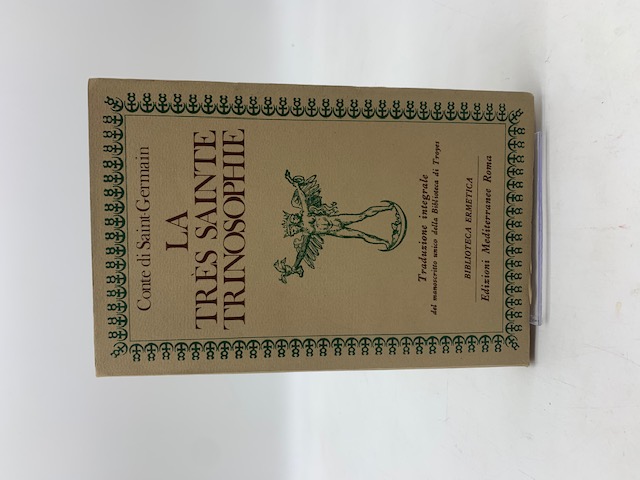 Conte di Saint-Germain
LA
TRÈS SAINTE
TRINOSOPHIE
Traduzione integrale
del manoscritto unico della Biblioteca di Troyes
BIBLIOTECA ERMETICA
Edizioni Mediterranee Roma